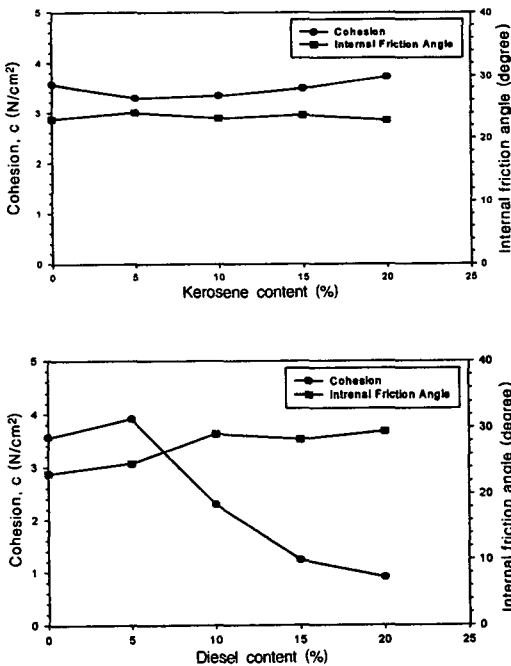 Cohesion
Internal Friction Angle
Cohesion, c (N/cm²)
5
4
3
2
1
0
Internal friction angle (degree)
40
30
20
10
0
0 5 10 15 20 25
Kerosene content (%)
Cohesion
Intrenal Friction Angle
Cohesion, c (N/cm²)
5
4
3
2
1
0
Internal friction angle (degree)
40
30
20
10
0
0 5 10 15 20 25
Diesel content (%)